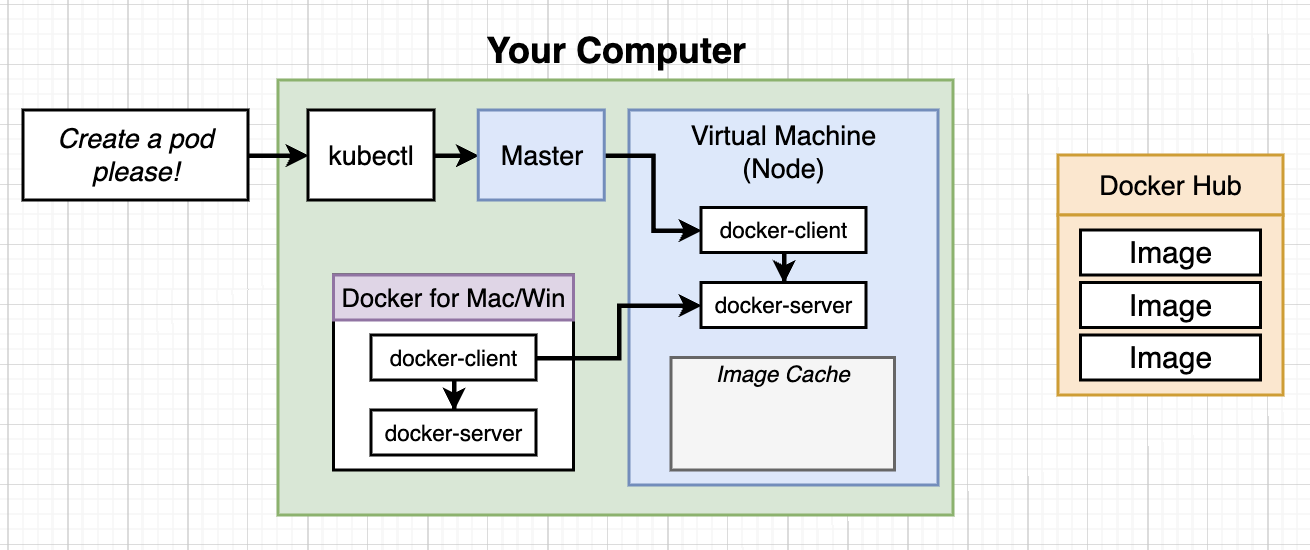 Your Computer
Create a pod
please!
kubectl
Master
Virtual Machine
(Node)
docker-client
docker-server
Image Cache
Docker for Mac/Win
docker-client
docker-server
Docker Hub
Image
Image
Image